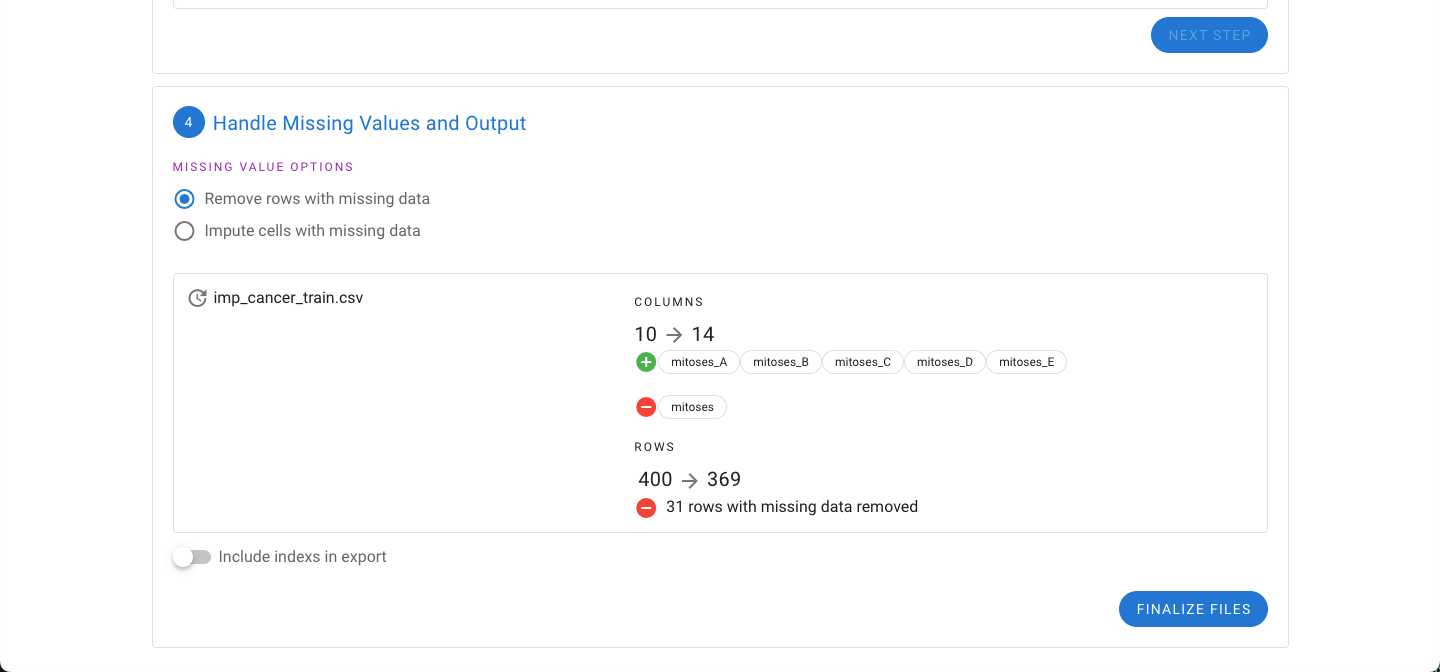 NEXT STEP
4 Handle Missing Values and Output
MISSING VALUE OPTIONS
Remove rows with missing data
Impute cells with missing data
imp_cancer_train.csv
COLUMNS
10 → 14
mitoses_A mitoses_B mitoses_C mitoses_D mitoses_E
mitoses
ROWS
400 → 369
31 rows with missing data removed
Include indexs in export
FINALIZE FILES